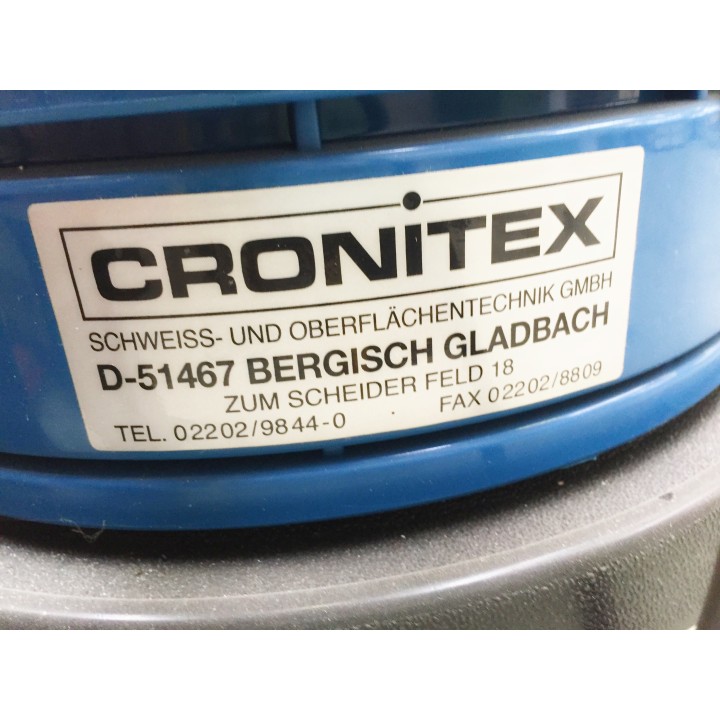 CRONiTEX
SCHWEISS- UND OBERFLÄCHENTECHNIK GMBH
D-51467 BERGISCH GLADBACH
ZUM SCHEIDER FELD 18
TEL. 02202/9844-0 FAX 02202/8809